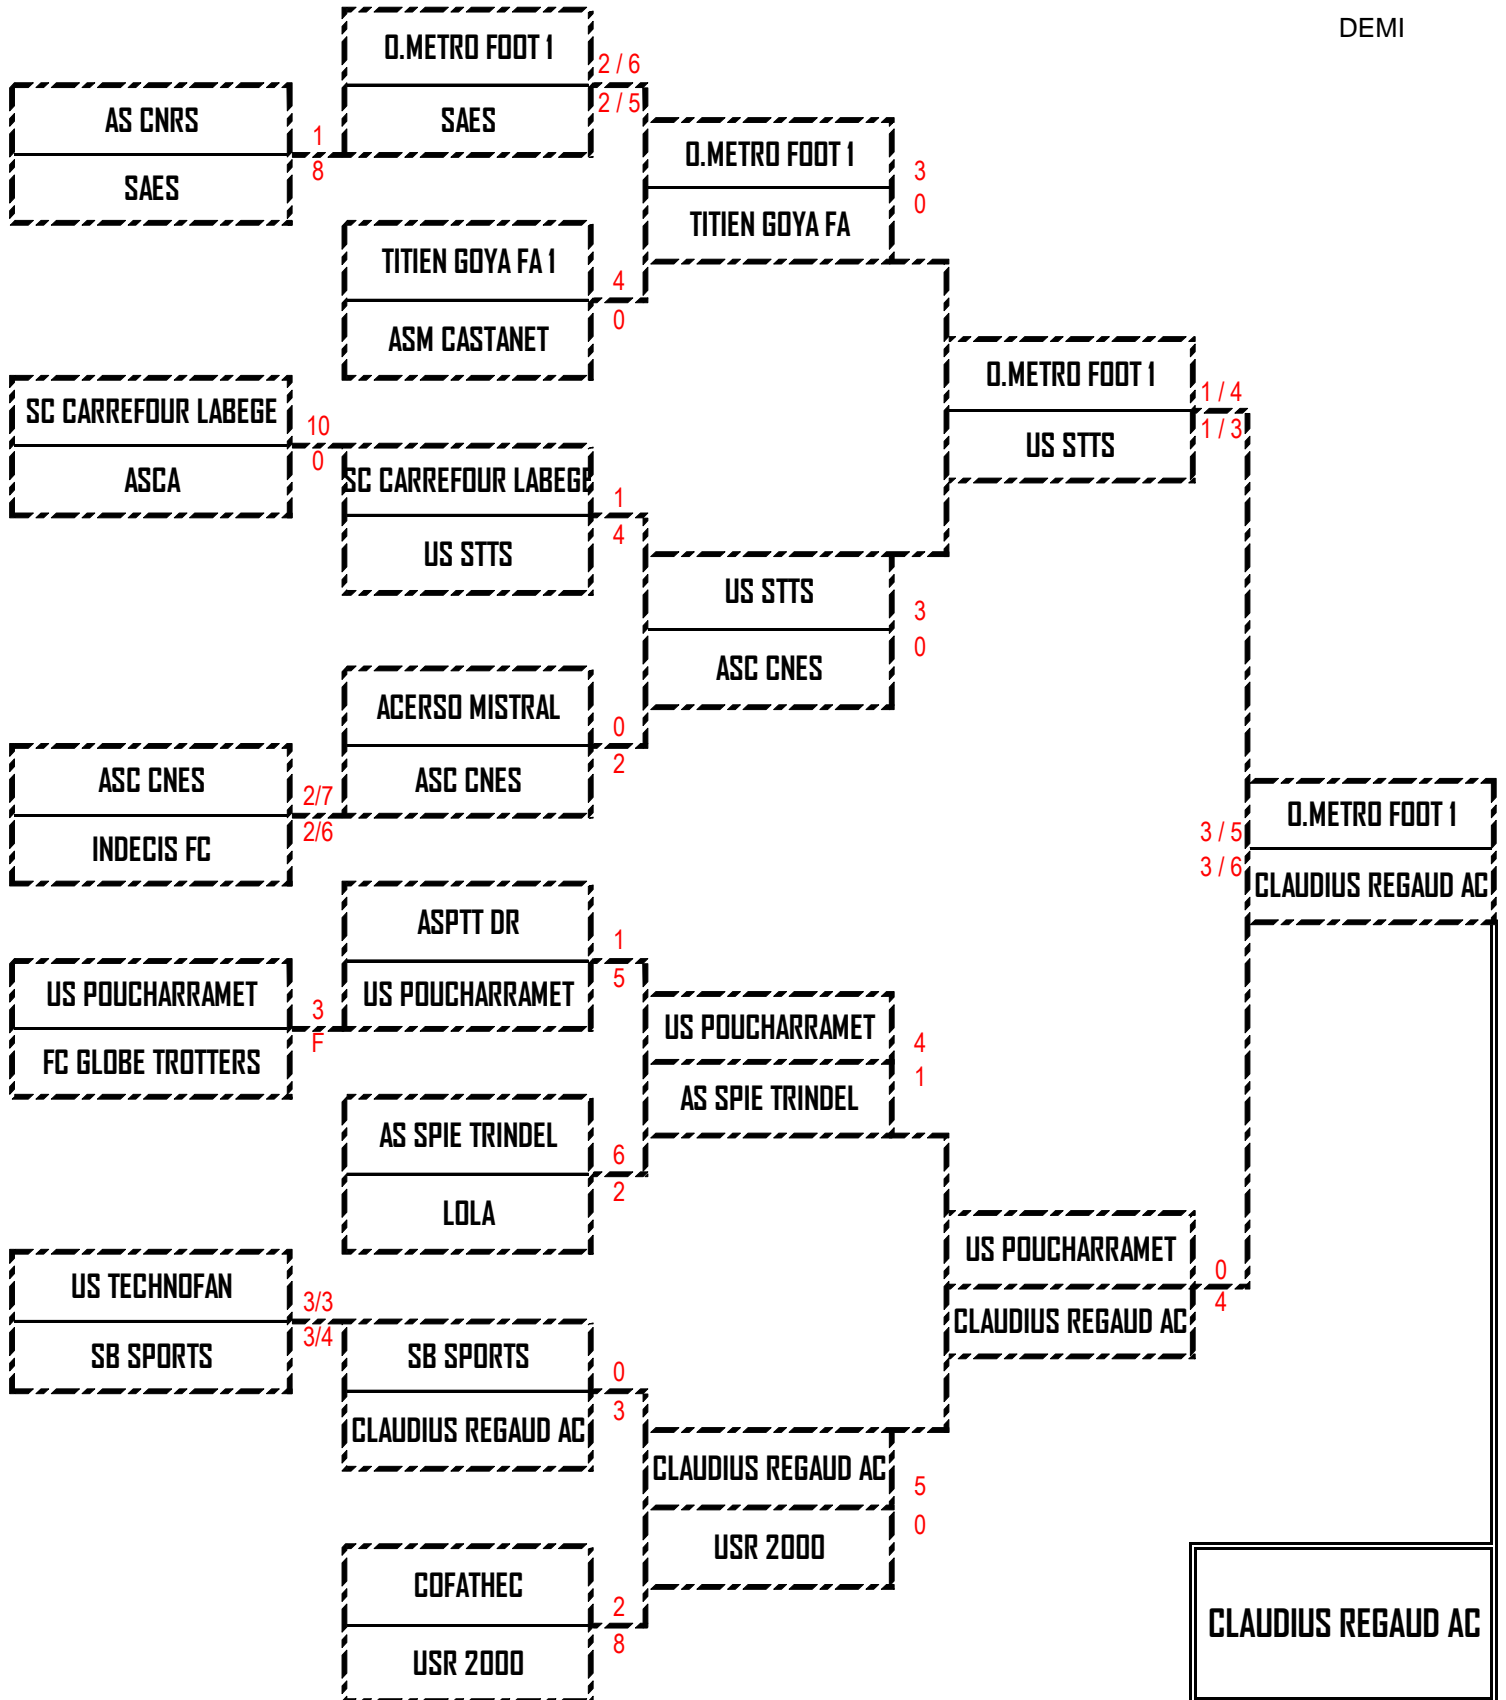 DEMI
AS CNRS
SAES
1
8
SC CARREFOUR LABEGE
ASCA
10
0
ASC CNES
INDECIS FC
2/7
2/6
US POUCHARRAMET
FC GLOBE TROTTERS
3
F
US TECHNOFAN
SB SPORTS
3/3
3/4
O.METRO FOOT 1
SAES
2 / 6
2 / 5
TITIEN GOYA FA 1
ASM CASTANET
4
0
SC CARREFOUR LABEGE
US STTS
1
4
ACERSO MISTRAL
ASC CNES
0
2
ASPTT DR
US POUCHARRAMET
1
5
AS SPIE TRINDEL
LOLA
6
2
SB SPORTS
CLAUDIUS REGAUD AC
0
3
COFATHEC
USR 2000
2
8
O.METRO FOOT 1
TITIEN GOYA FA
3
0
US STTS
ASC CNES
3
0
US POUCHARRAMET
AS SPIE TRINDEL
4
1
CLAUDIUS REGAUD AC
USR 2000
5
0
O.METRO FOOT 1
US STTS
1 / 4
1 / 3
US POUCHARRAMET
CLAUDIUS REGAUD AC
0
4
O.METRO FOOT 1
CLAUDIUS REGAUD AC
3 / 5
3 / 6
CLAUDIUS REGAUD AC